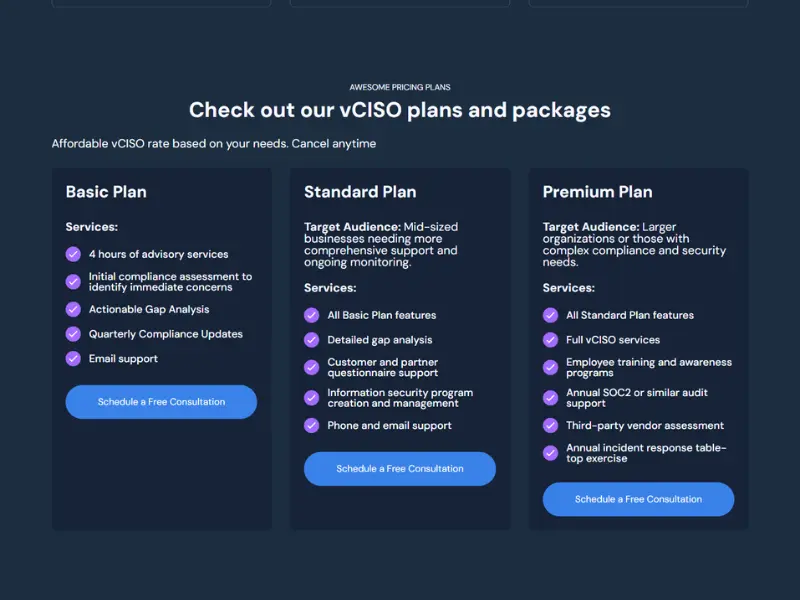 AWESOME PRICING PLANS
Check out our vCISO plans and packages
Affordable vCISO rate based on your needs. Cancel anytime
Basic Plan
Services:
4 hours of advisory services
Initial compliance assessment to
identify immediate concerns
Actionable Gap Analysis
Quarterly Compliance Updates
Email support
Schedule a Free Consultation
Standard Plan
Target Audience: Mid-sized
businesses needing more
comprehensive support and
ongoing monitoring.
Services:
All Basic Plan features
Detailed gap analysis
Customer and partner
questionnaire support
Information security program
creation and management
Phone and email support
Schedule a Free Consultation
Premium Plan
Target Audience: Larger
organizations or those with
complex compliance and security
needs.
Services:
All Standard Plan features
Full vCISO services
Employee training and awareness
programs
Annual SOC2 or similar audit
support
Third-party vendor assessment
Annual incident response table-
top exercise
Schedule a Free Consultation